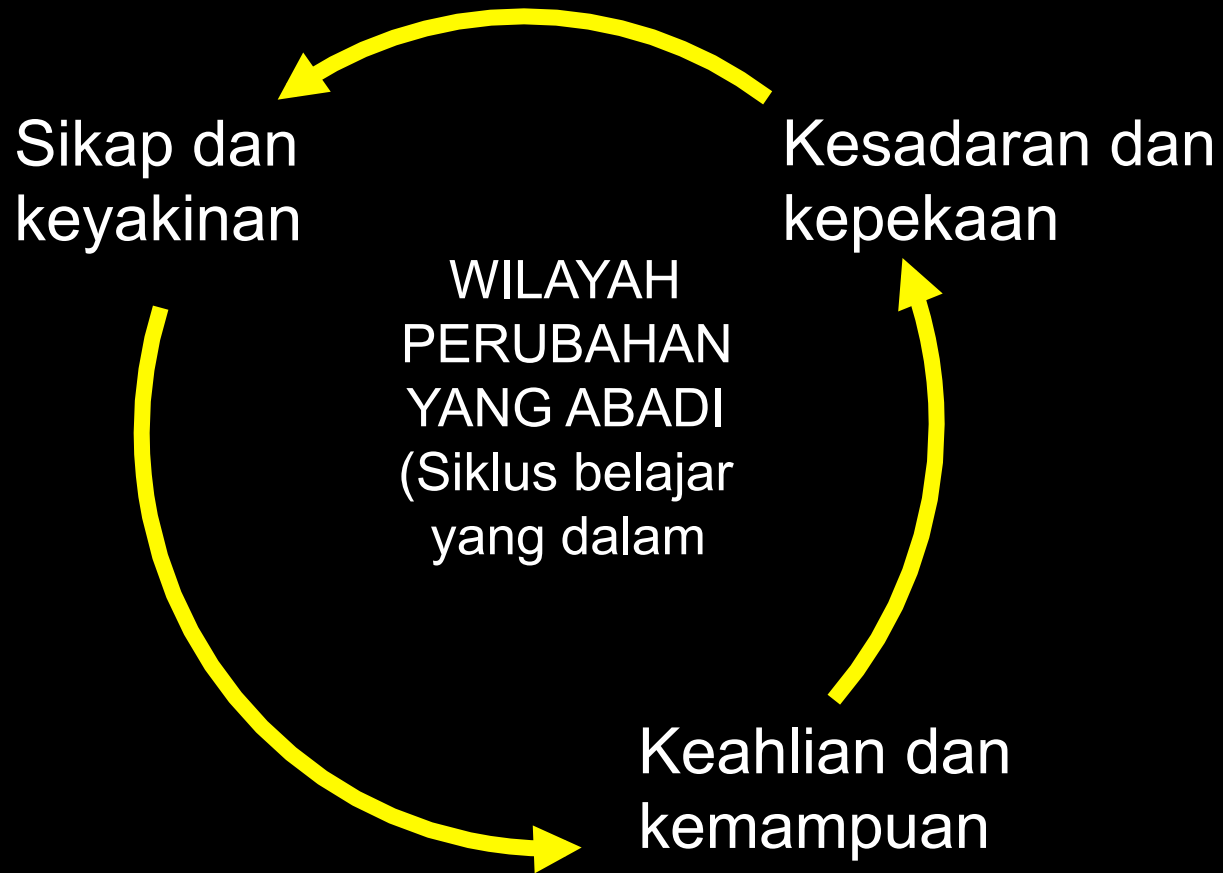 Sikap dan
keyakinan
Kesadaran dan
kepekaan
WILAYAH
PERUBAHAN
YANG ABADI
(Siklus belajar
yang dalam
Keahlian dan
kemampuan